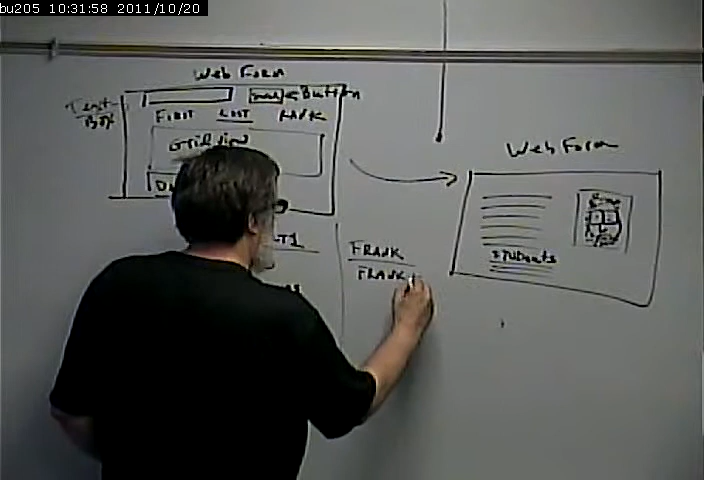 bu205 10:31:58 2011/10/20
Web Form
Text-
Box
Button
FIRST LAST RANK
GridView
Web Form
FRANK
FRANK
STUDENTS